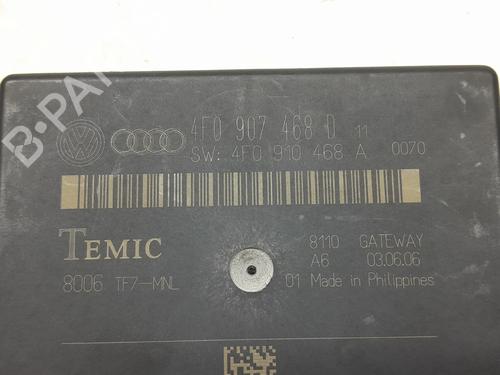 B-PARTS
4F0 907 468 D 11
SW: 4F0 910 468 A 0070
TEMIC
8110 GATEWAY
A6 03.06.06
8006 TF7-MNL
01 Made in Philippines